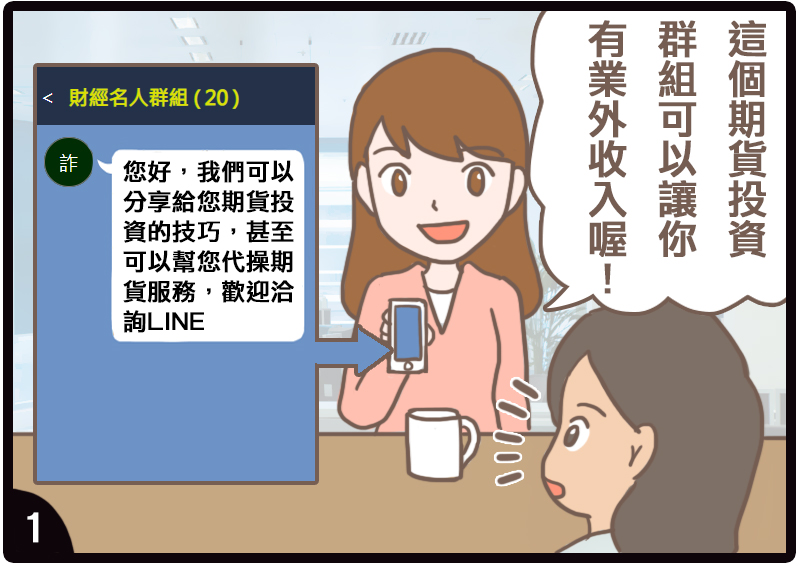 < 財經名人群組 ( 20 )
詐
您好，我們可以
分享給您期貨投
資的技巧，甚至
可以幫您代操期
貨服務，歡迎洽
詢LINE
這個期貨投資
群組可以讓你
有業外收入喔！
1